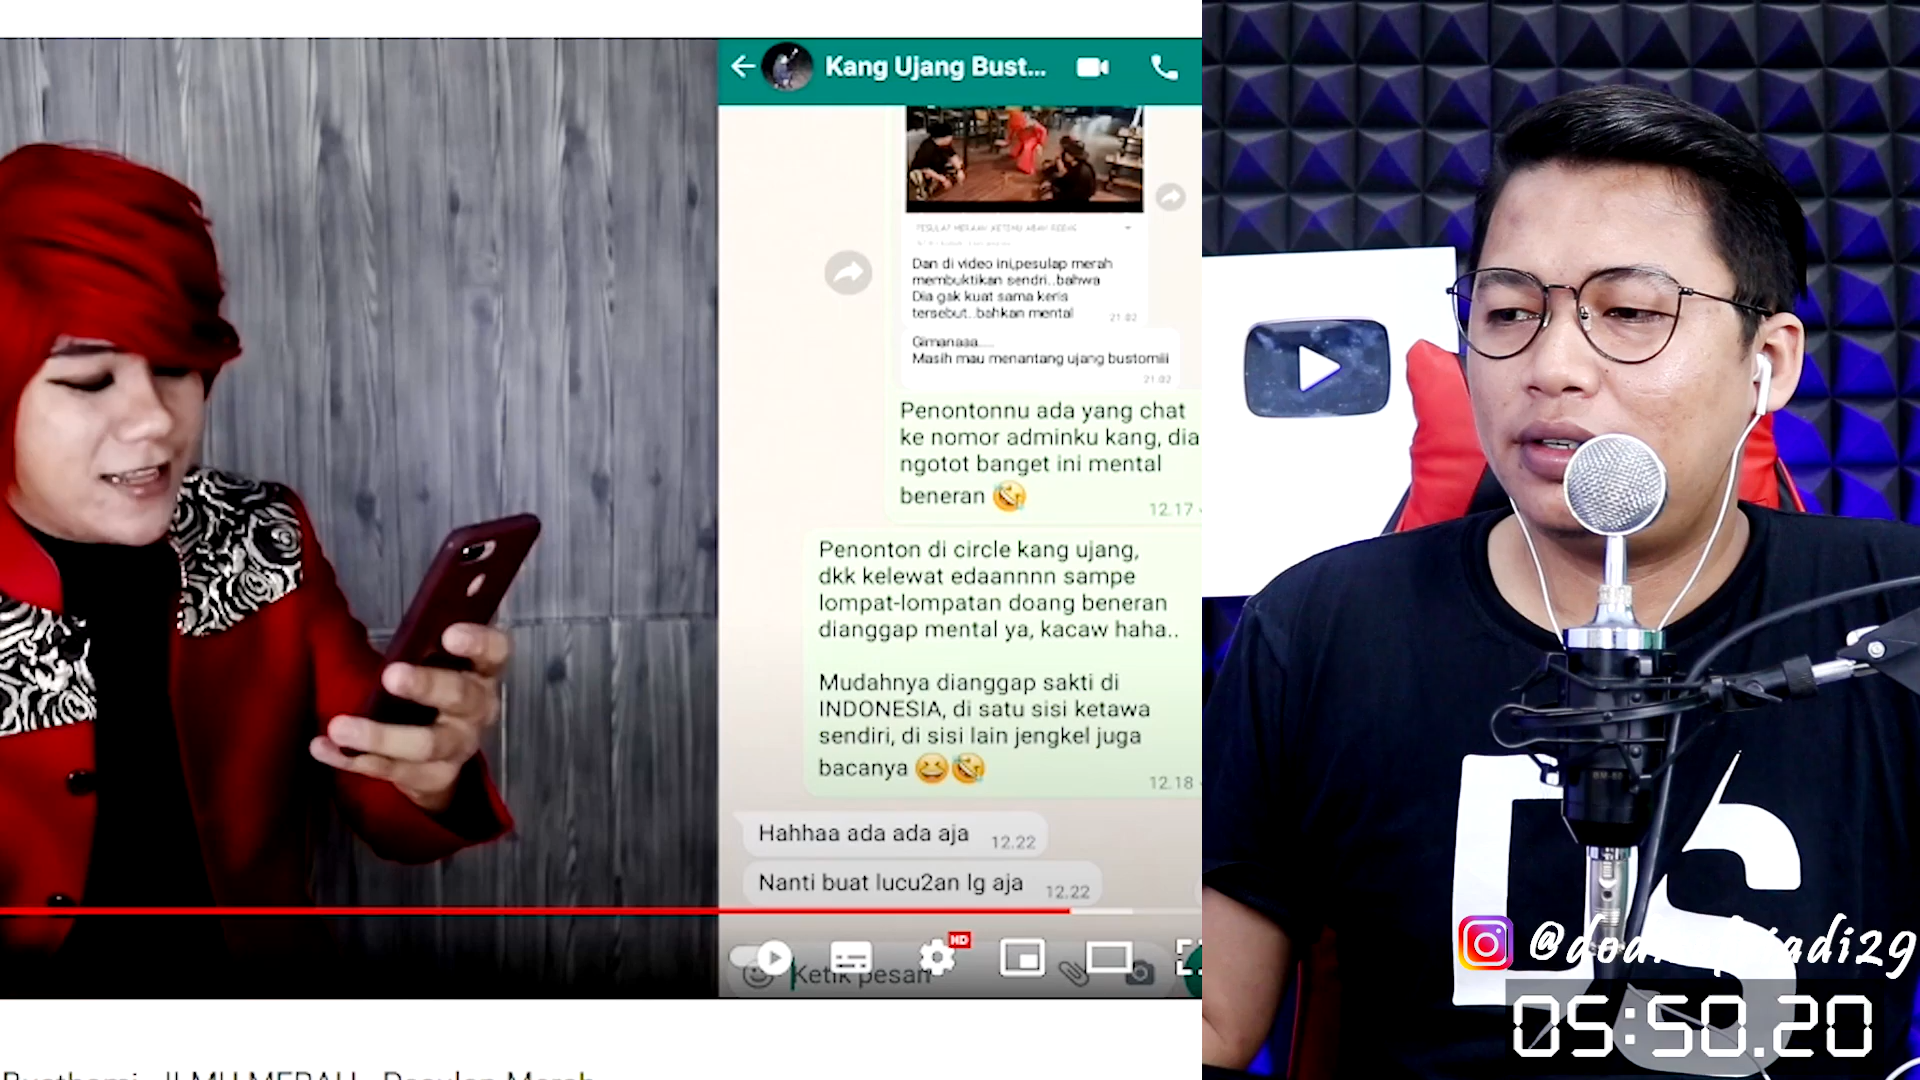 Kang Ujang Bust...
Dan di video ini,pesulap merah
membuktikan sendri..bahwa
Dia gak kuat sama keris
tersebut..bahkan mental
21.02
Gimanaaa.....
Masih mau menantang ujang bustomiii
21.02
Penontonnu ada yang chat
ke nomor adminku kang, dia
ngotot banget ini mental
beneran
12.17
Penonton di circle kang ujang,
dkk kelewat edaannnn sampe
lompat-lompatan doang beneran
dianggap mental ya, kacaw haha..
Mudahnya dianggap sakti di
INDONESIA, di satu sisi ketawa
sendiri, di sisi lain jengkel juga
bacanya
12.18
Hahhaa ada ada aja
12.22
Nanti buat lucu2an lg aja
12.22
HD
Ketik pesan
DS
05:50.20